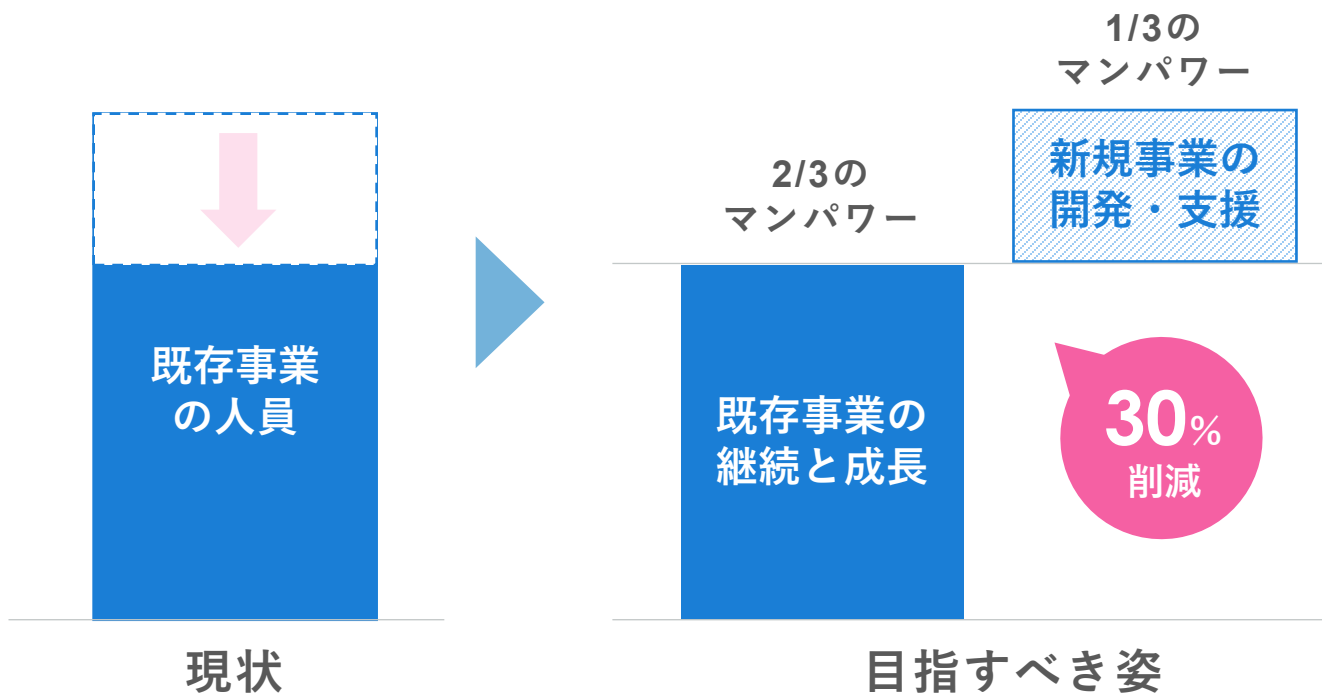 既存事業
の人員
現状
2/3の
マンパワー
既存事業の
継続と成長
1/3の
マンパワー
新規事業の
開発・支援
30%
削減
目指すべき姿